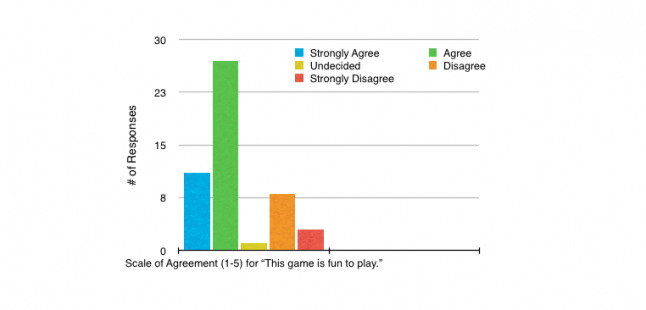 30
Strongly Agree
Agree
Undecided
Disagree
Strongly Disagree
23
15
8
0
# of Responses
Scale of Agreement (1-5) for “This game is fun to play.”